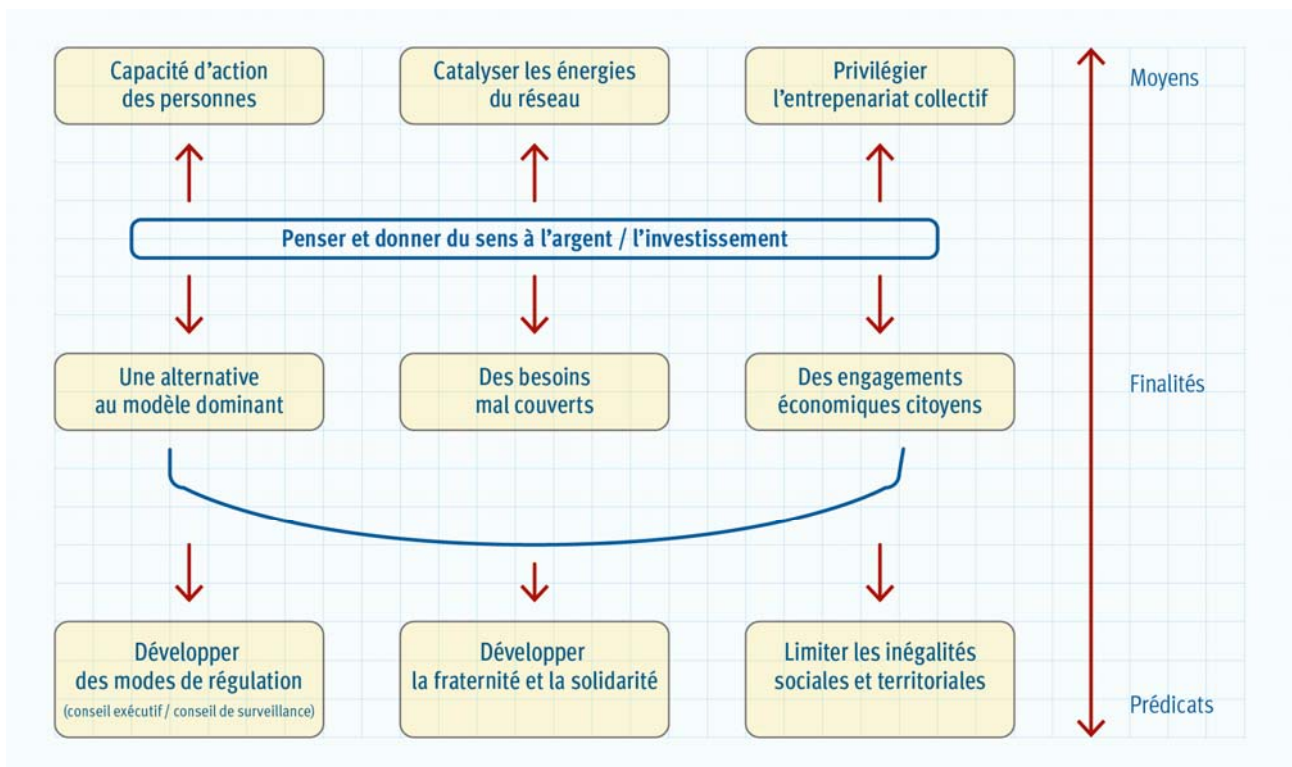 Capacité d'action
des personnes
Catalyser les énergies
du réseau
Privilégier
l'entrepenariat collectif
Moyens
Penser et donner du sens à l'argent / l'investissement
Une alternative
au modèle dominant
Des besoins
mal couverts
Des engagements
économiques citoyens
Finalités
Développer
des modes de régulation
(conseil exécutif / conseil de surveillance)
Développer
la fraternité et la solidarité
Limiter les inégalités
sociales et territoriales
Prédicats